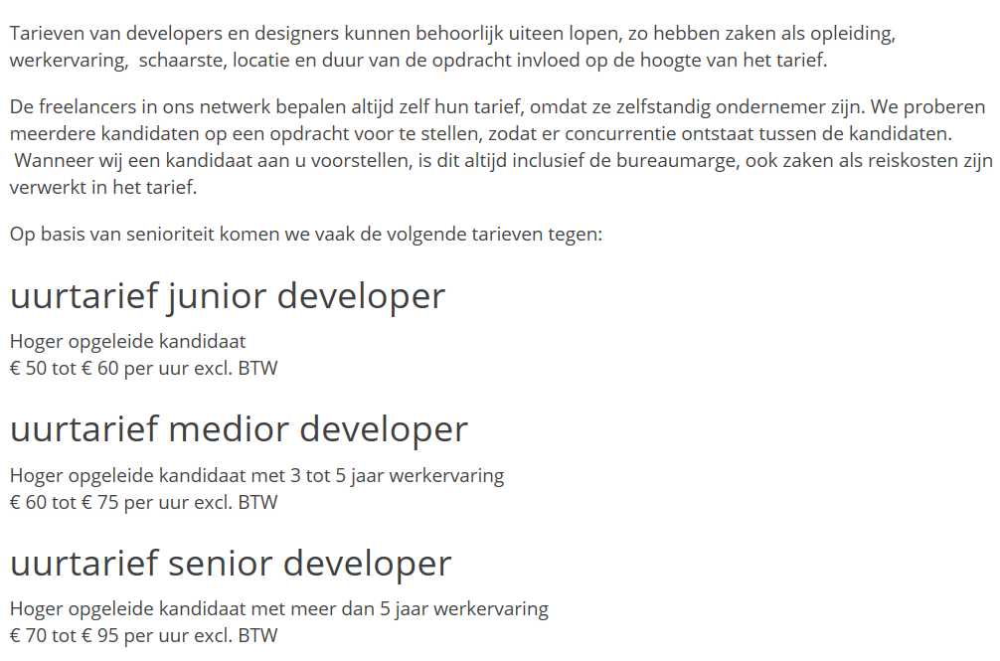 Tarieven van developers en designers kunnen behoorlijk uiteen lopen, zo hebben zaken als opleiding,
werkervaring,  schaarste, locatie en duur van de opdracht invloed op de hoogte van het tarief.
De freelancers in ons netwerk bepalen altijd zelf hun tarief, omdat ze zelfstandig ondernemer zijn. We proberen
meerdere kandidaten op een opdracht voor te stellen, zodat er concurrentie ontstaat tussen de kandidaten.
Wanneer wij een kandidaat aan u voorstellen, is dit altijd inclusief de bureaumarge, ook zaken als reiskosten zijn
verwerkt in het tarief.
Op basis van senioriteit komen we vaak de volgende tarieven tegen:
uurtarief junior developer
Hoger opgeleide kandidaat
€ 50 tot € 60 per uur excl. BTW
uurtarief medior developer
Hoger opgeleide kandidaat met 3 tot 5 jaar werkervaring
€ 60 tot € 75 per uur excl. BTW
uurtarief senior developer
Hoger opgeleide kandidaat met meer dan 5 jaar werkervaring
€ 70 tot € 95 per uur excl. BTW